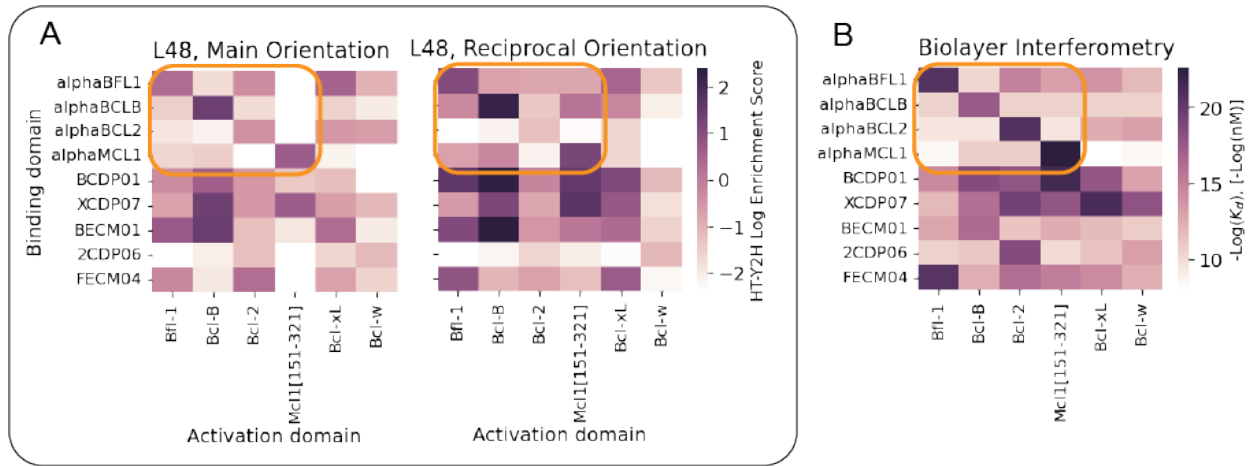 A
L48, Main Orientation
L48, Reciprocal Orientation
Binding domain
alphaBFL1
alphaBCLB
alphaBCL2
alphaMCL1
BCDP01
XCDP07
BECM01
2CDP06
FECM04
Bfl-1
Bcl-B
Bcl-2
Mcl1[151-321]
Bcl-xL
Bcl-w
Activation domain
Bfl-1
Bcl-B
Bcl-2
Mcl1[151-321]
Bcl-xL
Bcl-w
Activation domain
2
1
0
−1
−2
HT-Y2H Log Enrichment Score
B
Biolayer Interferometry
alphaBFL1
alphaBCLB
alphaBCL2
alphaMCL1
BCDP01
XCDP07
BECM01
2CDP06
FECM04
Bfl-1
Bcl-B
Bcl-2
Mcl1[151-321]
Bcl-xL
Bcl-w
20
15
10
-Log(Kd), [-Log(nM)]